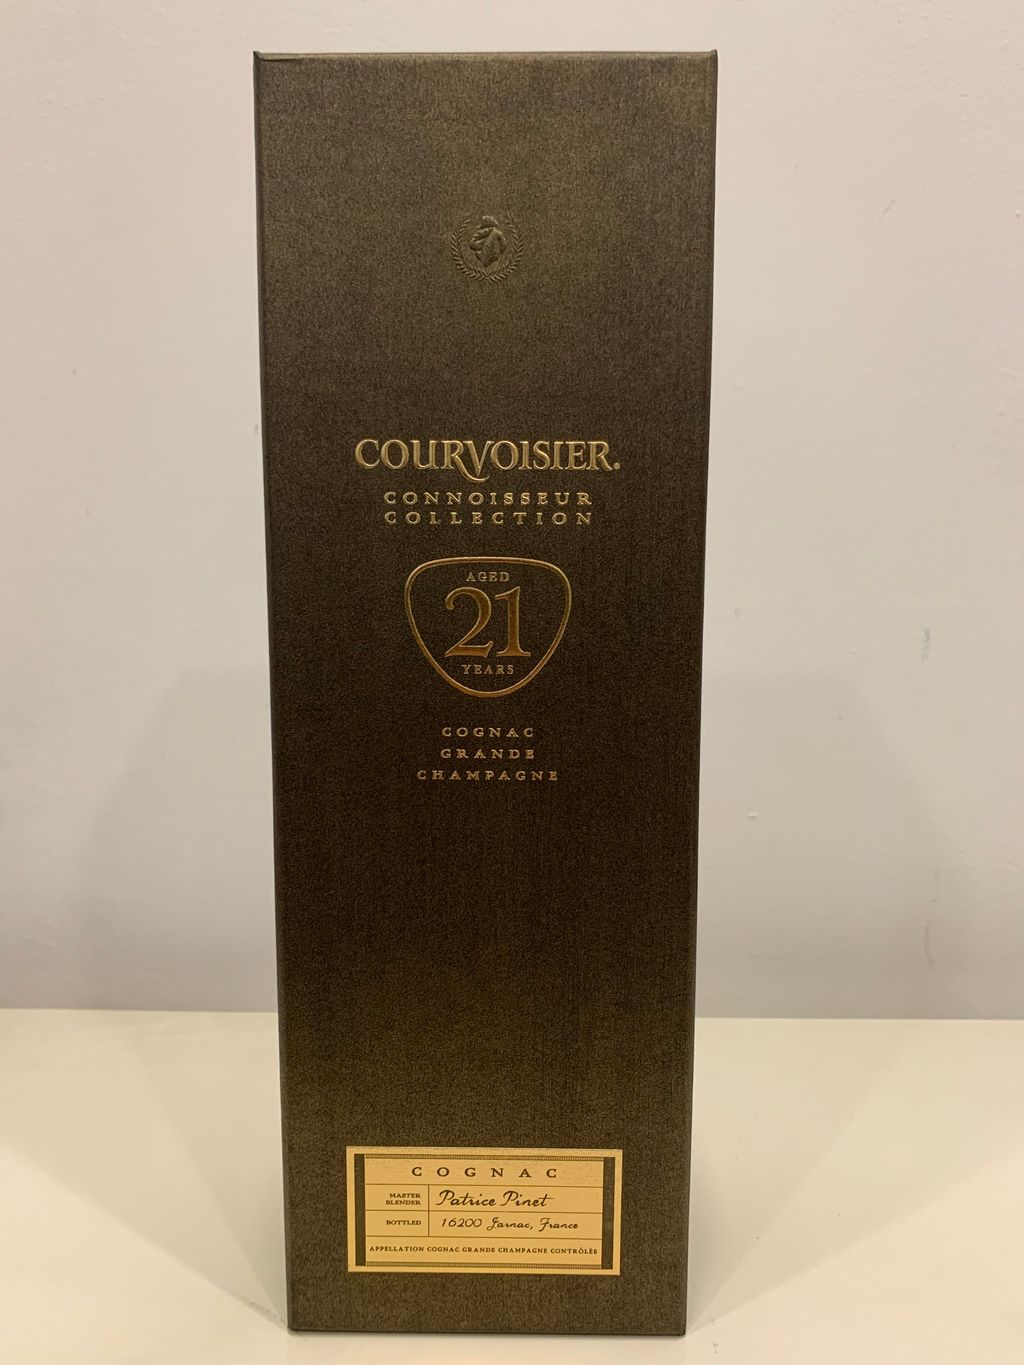 COURVOISIER.
CONNOISSEUR
COLLECTION
AGED
21
YEARS
COGNAC
GRANDE
CHAMPAGNE
COGNAC
MASTER
BLENDER
Patrice Pinet
BOTTLED
16200 Jarnac, France
APPELLATION COGNAC GRANDE CHAMPAGNE CONTRÔLÉE